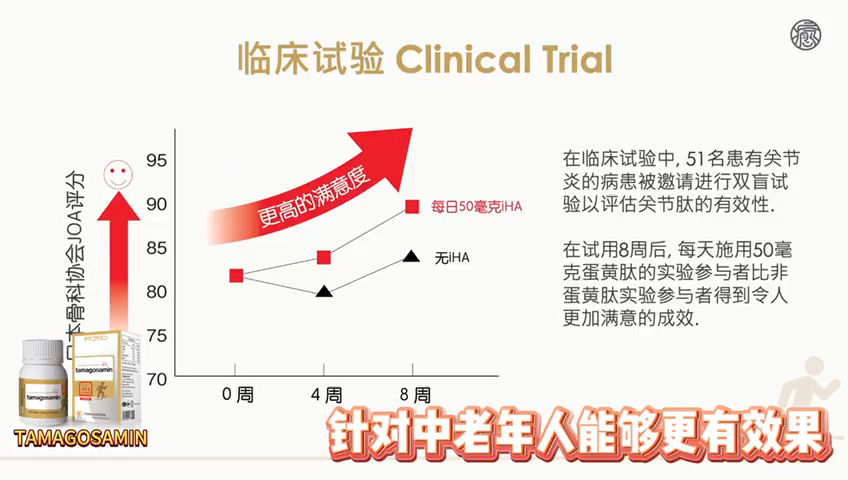 临床试验 Clinical Trial
日本骨科协会JOA评分
95
90
85
80
75
70
0 周
4 周
8 周
更高的满意度
每日50毫克iHA
无iHA
在临床试验中, 51名患有关节
炎的病患被邀请进行双盲试
验以评估关节肽的有效性.
在试用8周后, 每天施用50毫
克蛋黄肽的实验参与者比非
蛋黄肽实验参与者得到令人
更加满意的成效.
tamagosamin
tamagosamin
TAMAGOSAMIN
针对中老年人能够更有效果